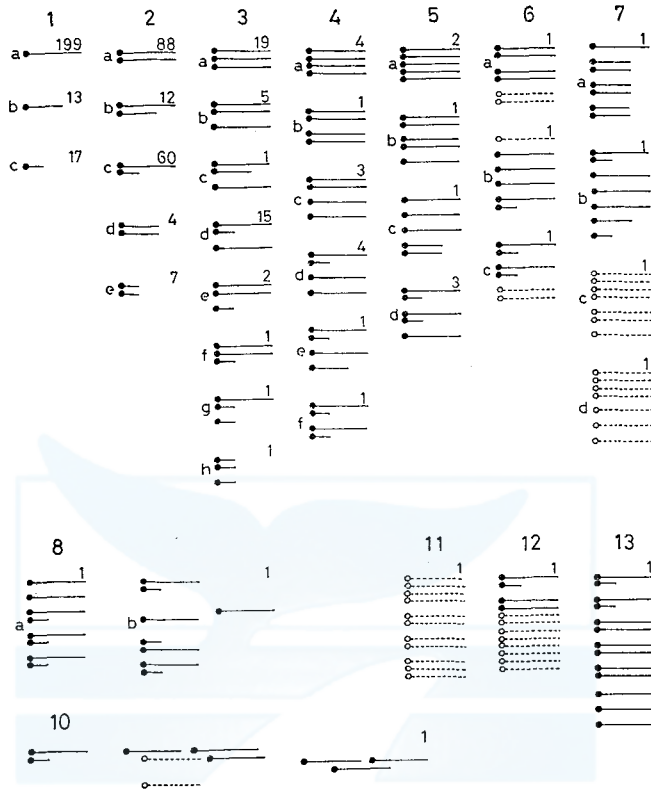 1 2 3 4 5 6 7
a 199 a 88 a 19 a 4 a 2 a 1 a 1
b 13 b 12 b 5 b 1 b 1 b 1 b 1
c 17 c 60 c 1 c 3 c 1 c 1 c 1
d 4 d 15 d 4 d 3 d 1
e 7 e 2 e 1
f 1 f 1
g 1
h 1
8 11 12 13
a 1 b 1 1 1 1
10
1